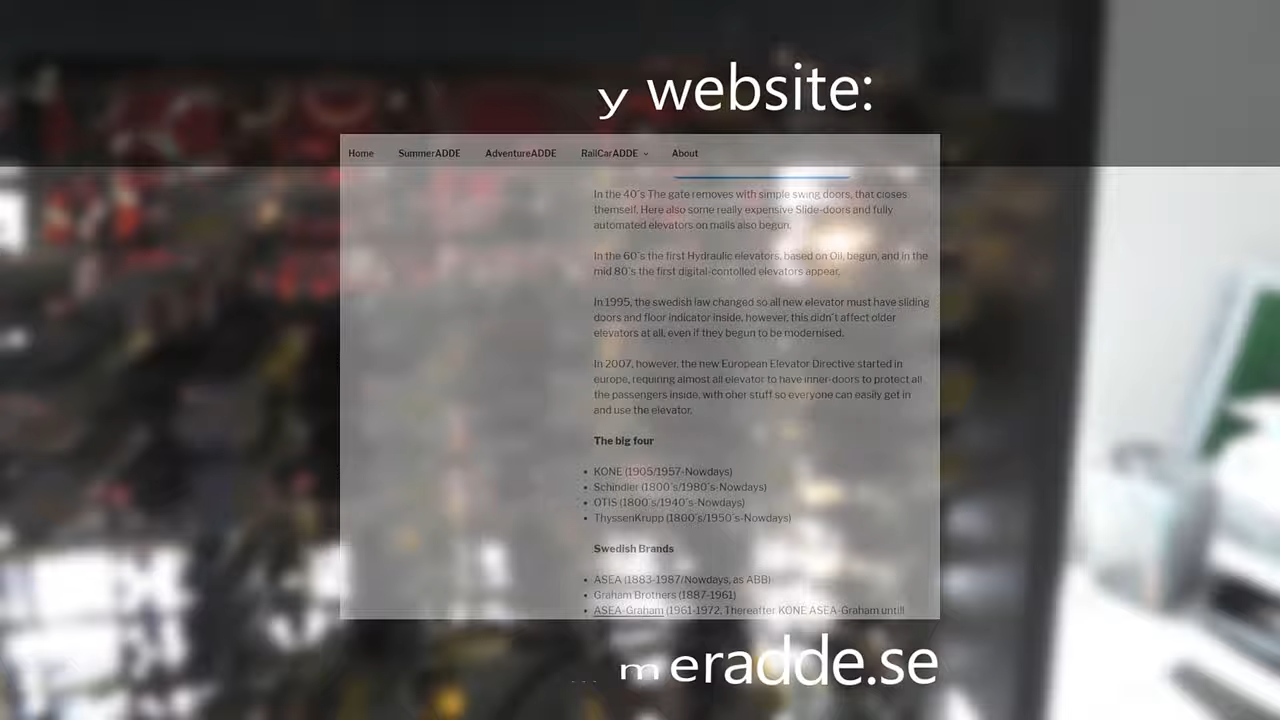 y website:
Home SummerADDE AdventureADDE RailCarADDE About
In the 40´s The gate removes with simple swing doors, that closes
themself. Here also some really expensive Slide-doors and fully
automated elevators on malls also begun.
In the 60´s the first Hydraulic elevators, based on Oil, begun, and in the
mid 80´s the first digital-contolled elevators appear.
In 1995, the swedish law changed so all new elevator must have sliding
doors and floor indicator inside, however, this didn´t affect older
elevators at all, even if they begun to be modernised.
In 2007, however, the new European Elevator Directive started in
europe, requiring almost all elevator to have inner-doors to protect all
the passengers inside, with oher stuff so everyone can easily get in
and use the elevator.
The big four
• KONE (1905/1957-Nowdays)
• Schindler (1800´s/1980´s-Nowdays)
• OTIS (1800´s/1940´s-Nowdays)
• ThyssenKrupp (1800´s/1950´s-Nowdays)
Swedish Brands
• ASEA (1883-1987/Nowdays, as ABB)
• Graham Brothers (1887-1961)
• ASEA-Graham (1961-1972, Thereafter KONE ASEA-Graham untill
meradde.se